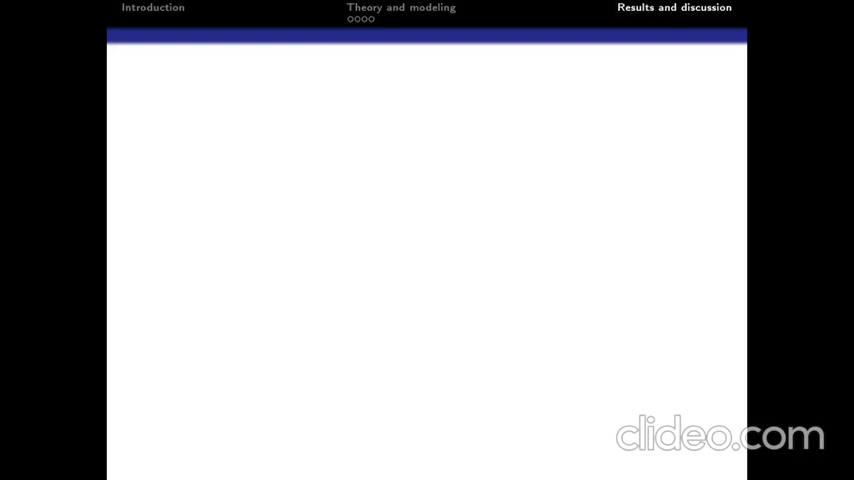 Introduction
Theory and modeling
Results and discussion
clideo.com